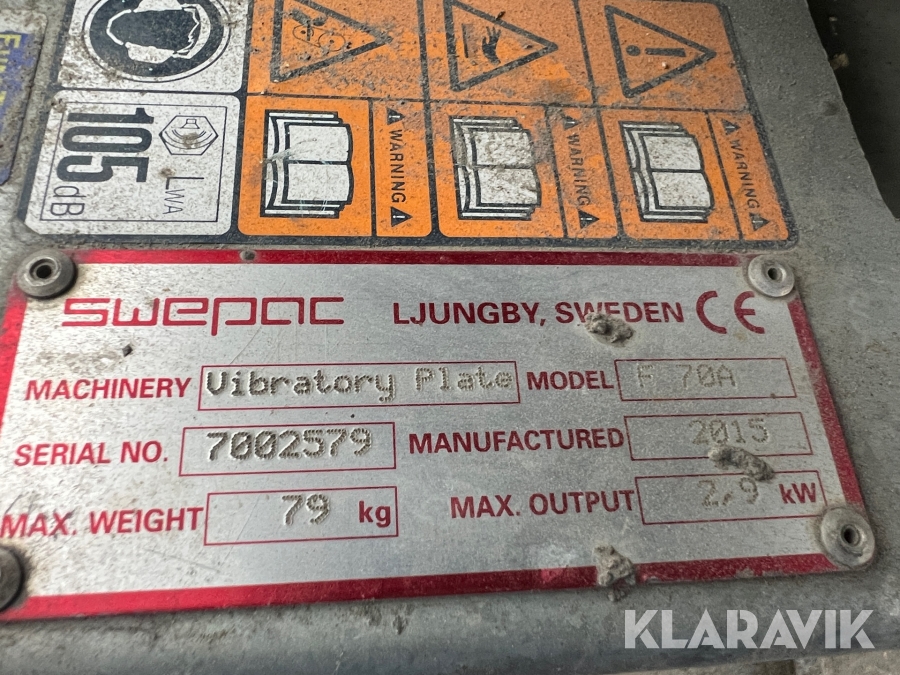 105 dB
LWA
WARNING
WARNING
WARNING
swepac LJUNGBY, SWEDEN CE
MACHINERY Vibratory Plate MODEL F 70A
SERIAL NO. 7002579 MANUFACTURED 2015
MAX. WEIGHT 79 kg MAX. OUTPUT 2,9 kW
KLARAVIK